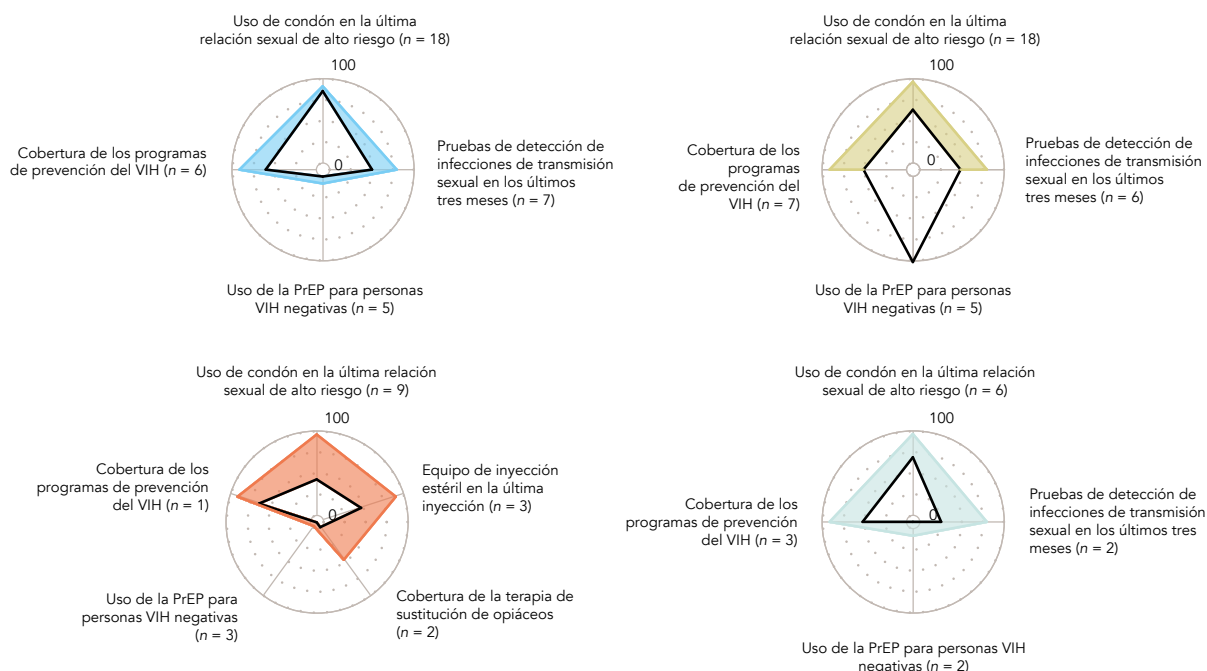 Uso de condón en la última
relación sexual de alto riesgo (n = 18)
100
0
Cobertura de los programas
de prevención del VIH (n = 6)
Pruebas de detección de
infecciones de transmisión
sexual en los últimos
tres meses (n = 7)
Uso de la PrEP para personas
VIH negativas (n = 5)
Uso de condón en la última
relación sexual de alto riesgo (n = 18)
100
0
Cobertura de los
programas
de prevención del
VIH (n = 7)
Pruebas de detección de
infecciones de transmisión
sexual en los últimos
tres meses (n = 6)
Uso de la PrEP para personas
VIH negativas (n = 5)
Uso de condón en la última relación
sexual de alto riesgo (n = 9)
100
0
Cobertura de los
programas de prevención
del VIH (n = 1)
Equipo de inyección
estéril en la última
inyección (n = 3)
Uso de la PrEP para
personas VIH negativas
(n = 3)
Cobertura de la terapia de
sustitución de opiáceos
(n = 2)
Uso de condón en la última relación
sexual de alto riesgo (n = 6)
100
0
Cobertura de los
programas de prevención
del VIH (n = 3)
Pruebas de detección de
infecciones de transmisión
sexual en los últimos tres
meses (n = 2)
Uso de la PrEP para personas VIH
negativas (n = 2)